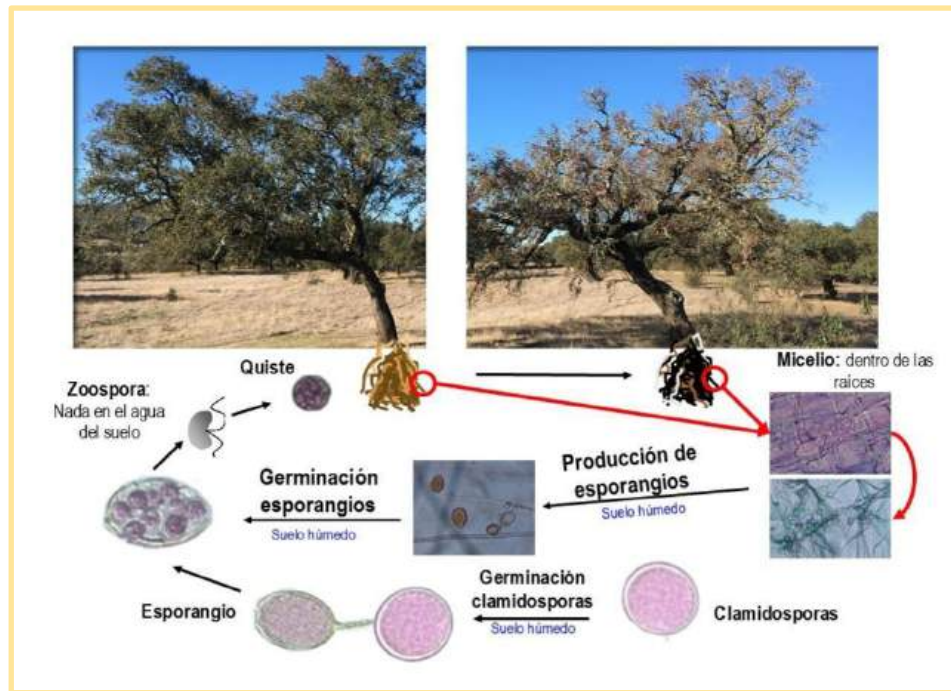 Quiste
Zoospora:
Nada en el agua
del suelo
Micelio: dentro de las
raíces
Producción de
esporangios
Suelo húmedo
Germinación
esporangios
Suelo húmedo
Esporangio
Germinación
clamidosporas
Suelo húmedo
Clamidosporas